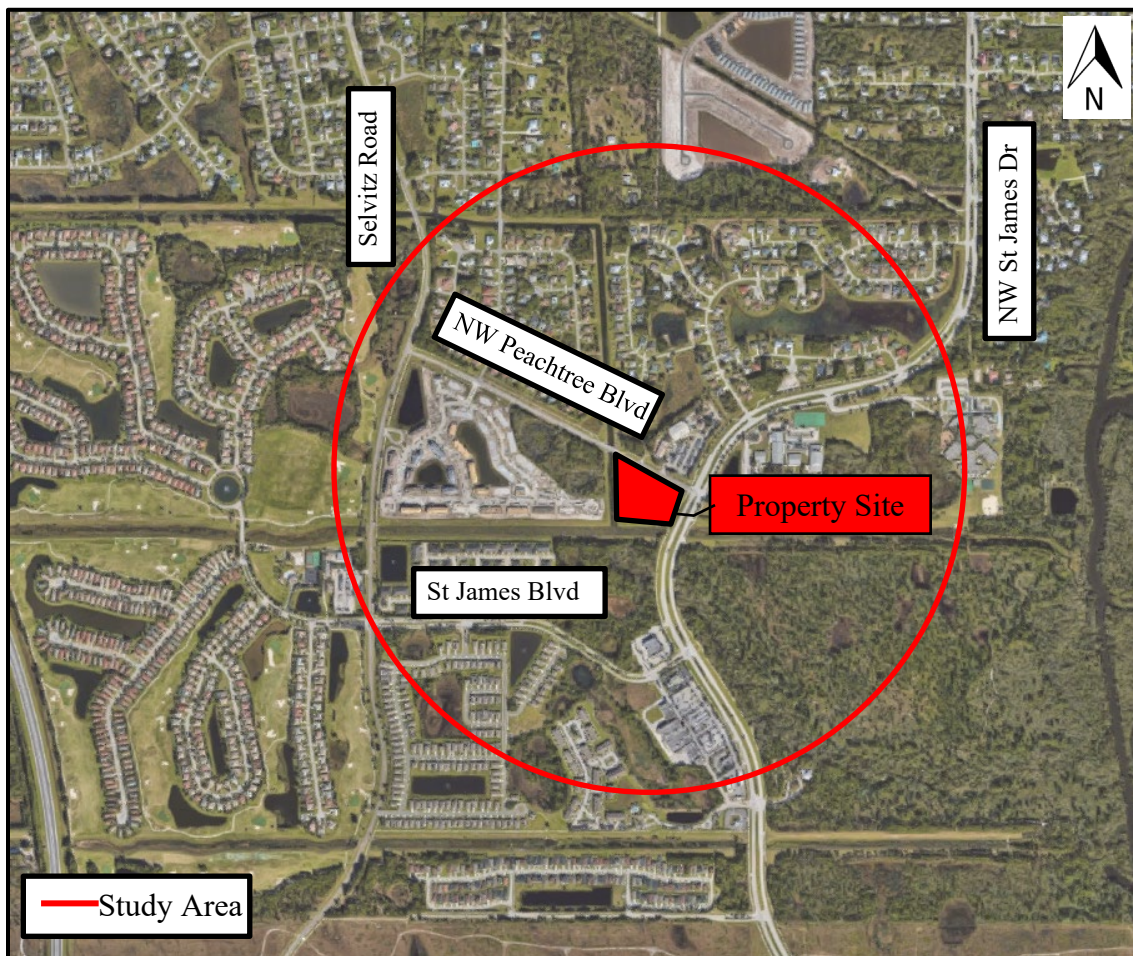 N
Selvitz Road
NW St James Dr
NW Peachtree Blvd
Property Site
St James Blvd
Study Area